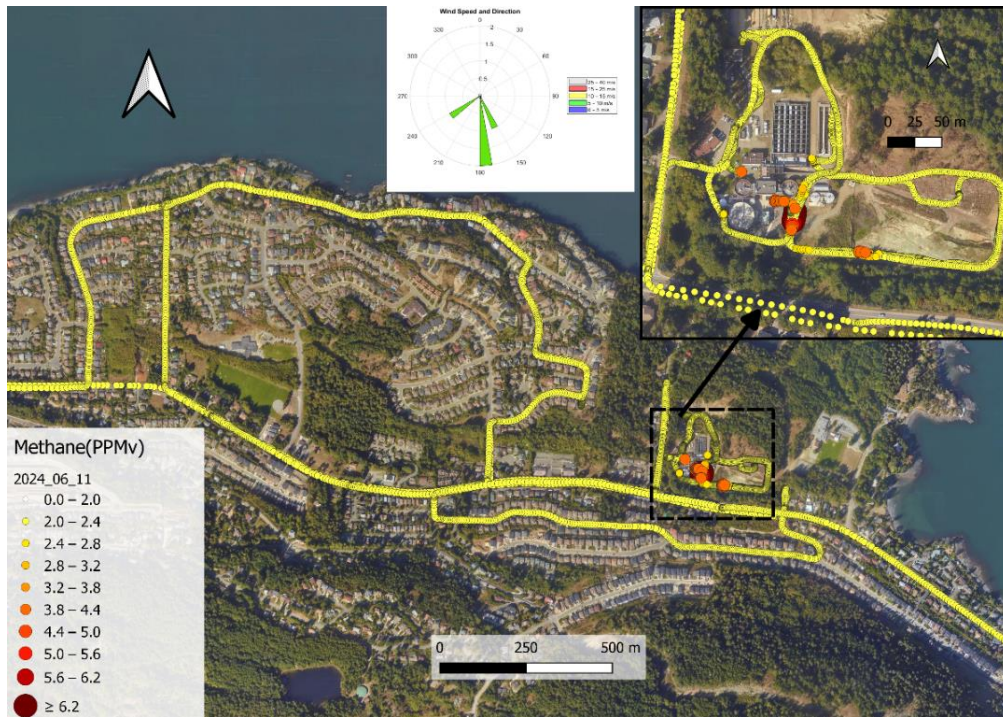 Wind Speed and Direction
0
330
30
300
60
270
90
240
120
210
150
180
2
1.5
1
0.5
10 – 15 m/s
0
25
50 m
Methane(PPMv)
2024_06_11
0.0 – 2.0
2.0 – 2.4
2.4 – 2.8
2.8 – 3.2
3.2 – 3.8
3.8 – 4.4
4.4 – 5.0
5.0 – 5.6
5.6 – 6.2
≥ 6.2
0
250
500 m